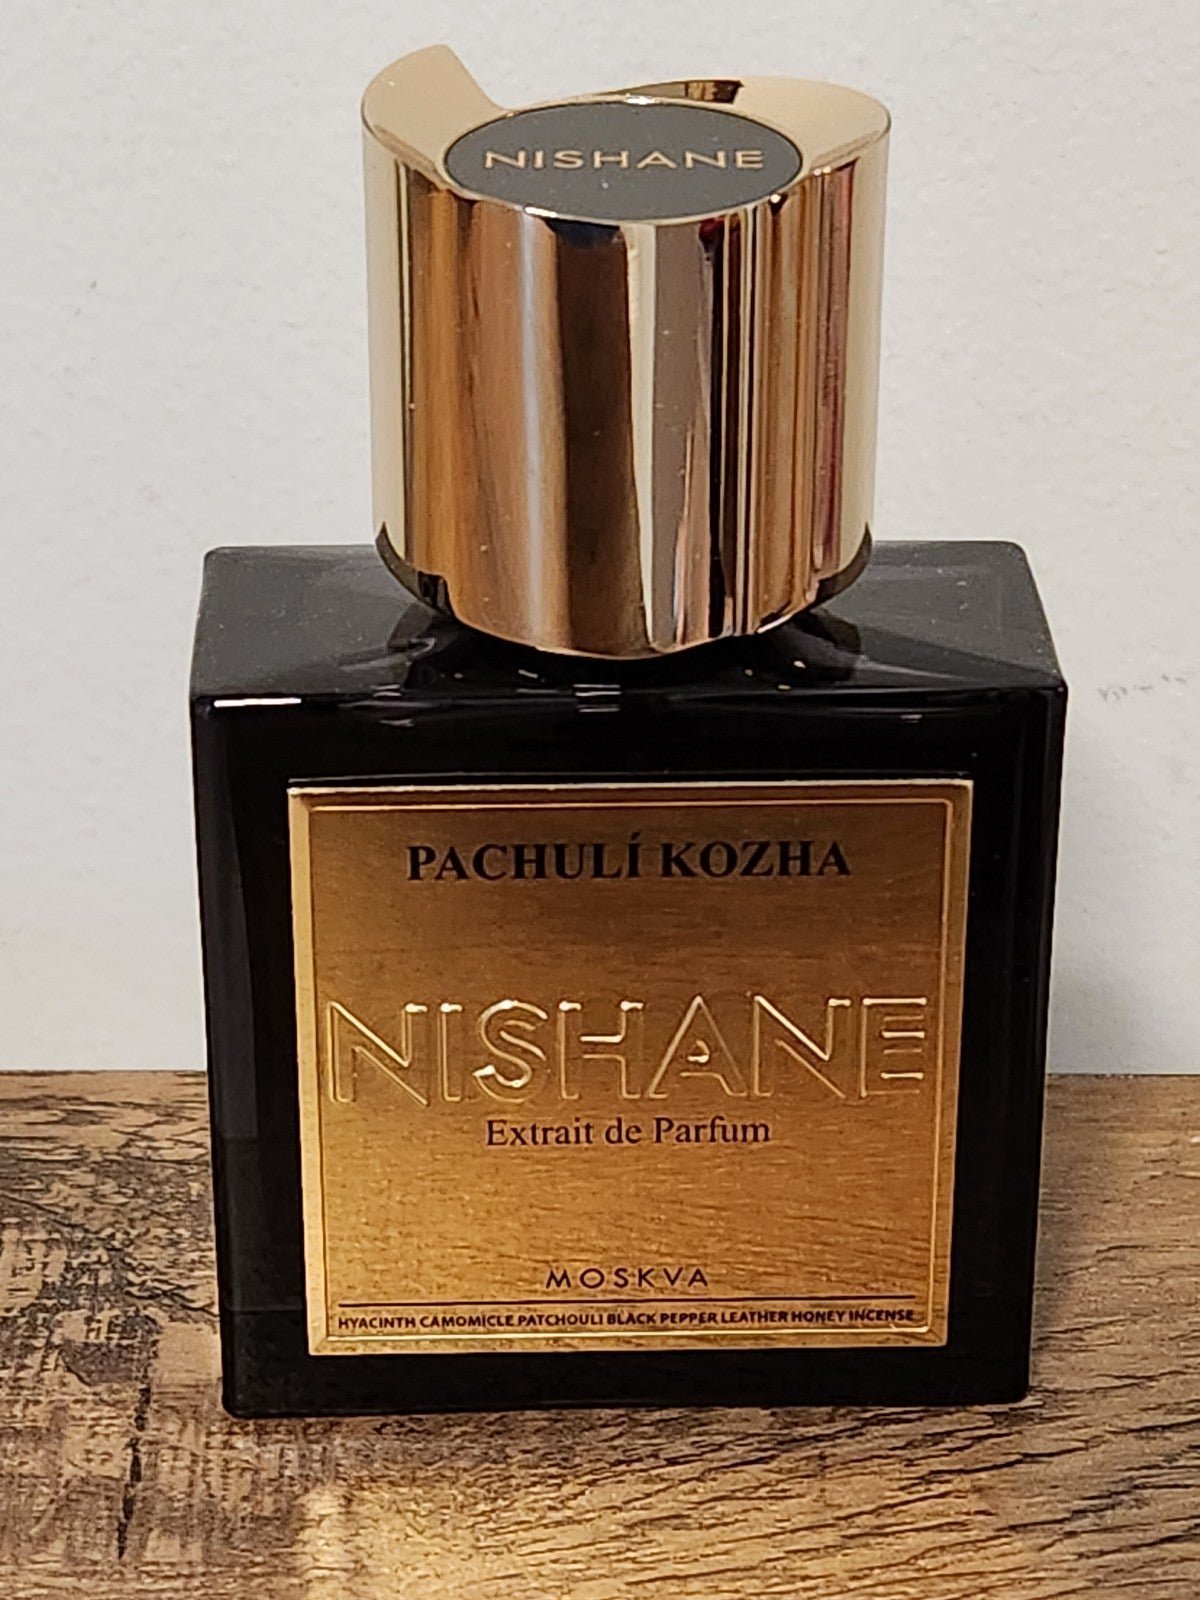 NISHANE
PACHULÍ KOZHA
NISHANE
Extrait de Parfum
MOSKVA
HYACINTH CAMOMICLE PATCHOULI BLACK PEPPER LEATHER HONEY INCENSE